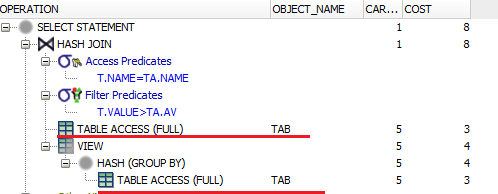 OPERATION OBJECT_NAME CAR... COST
SELECT STATEMENT 1 8
HASH JOIN 1 8
Access Predicates
T.NAME=TA.NAME
Filter Predicates
T.VALUE>TA.AV
TABLE ACCESS (FULL) TAB 5 3
VIEW 5 4
HASH (GROUP BY) 5 4
TABLE ACCESS (FULL) TAB 5 3